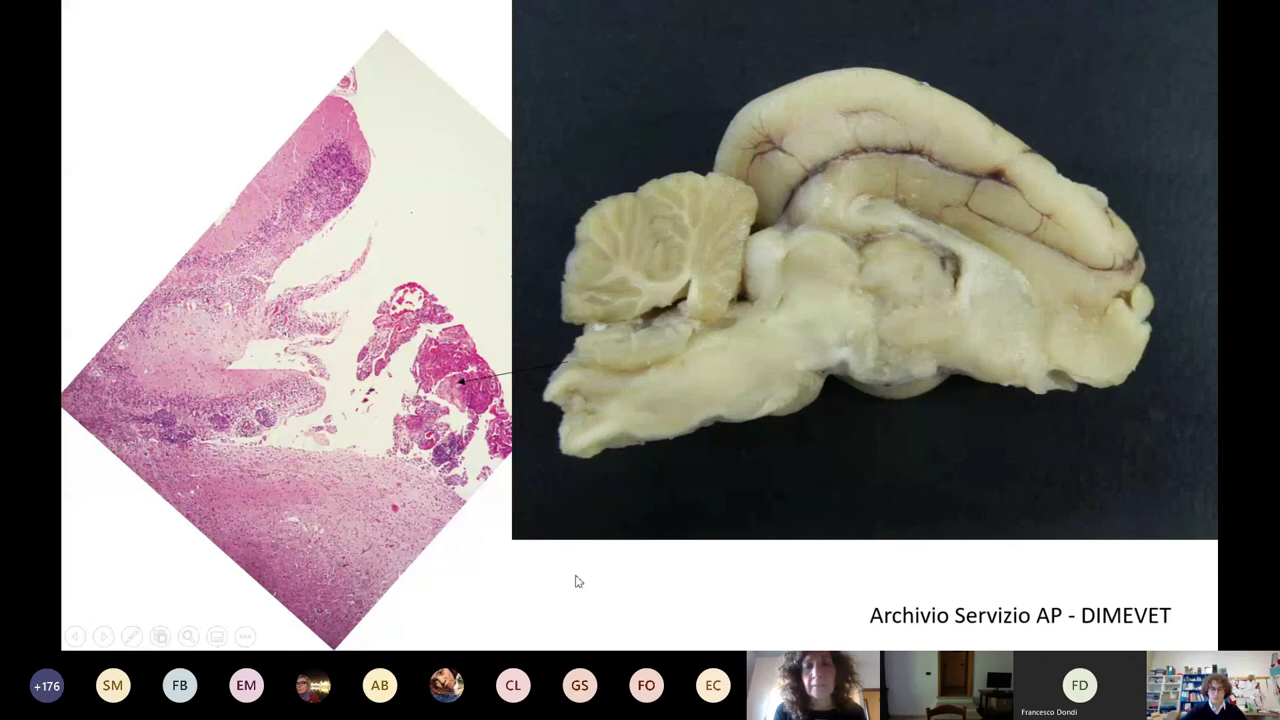 Archivio Servizio AP - DIMEVET
+176
SM
FB
EM
AB
CL
GS
FO
EC
FD
Francesco Dondi